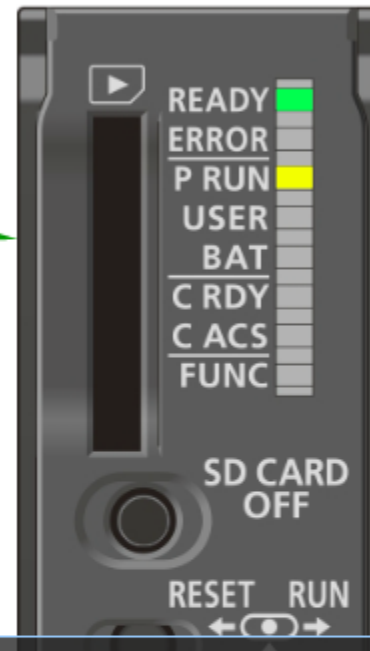 READY
ERROR
P RUN
USER
BAT
C RDY
C ACS
FUNC
SD CARD
OFF
RESET RUN